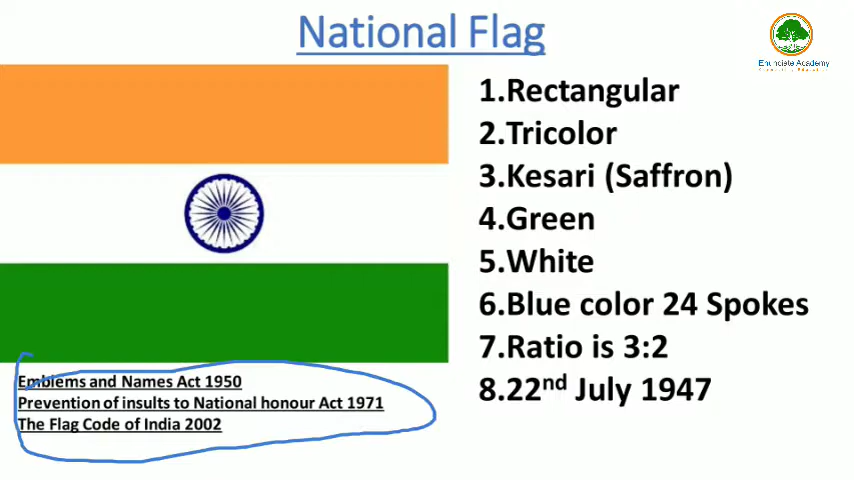 National Flag
Enunciate Academy
1.Rectangular
2.Tricolor
3.Kesari (Saffron)
4.Green
5.White
6.Blue color 24 Spokes
7.Ratio is 3:2
8.22nd July 1947
Emblems and Names Act 1950
Prevention of insults to National honour Act 1971
The Flag Code of India 2002